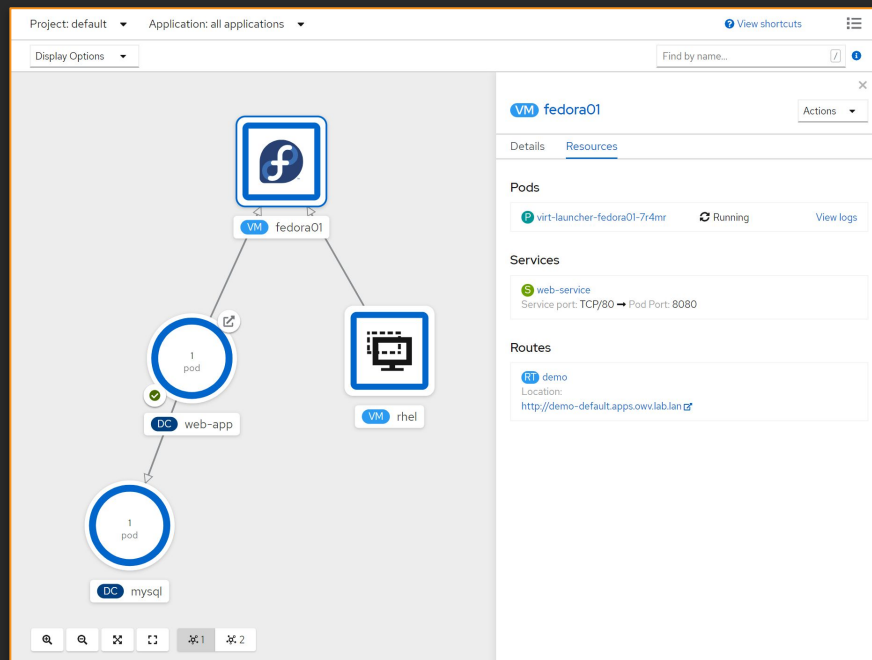 Project: default Application: all applications View shortcuts
Display Options Find by name... /
VM fedora01 Actions
Details Resources
Pods
P virt-launcher-fedora01-7r4mr Running View logs
Services
S web-service
Service port: TCP/80 → Pod Port: 8080
Routes
RT demo
Location:
http://demo-default.apps.owv.lab.lan
VM fedora01
1
pod
DC web-app
VM rhel
1
pod
DC mysql
1 2